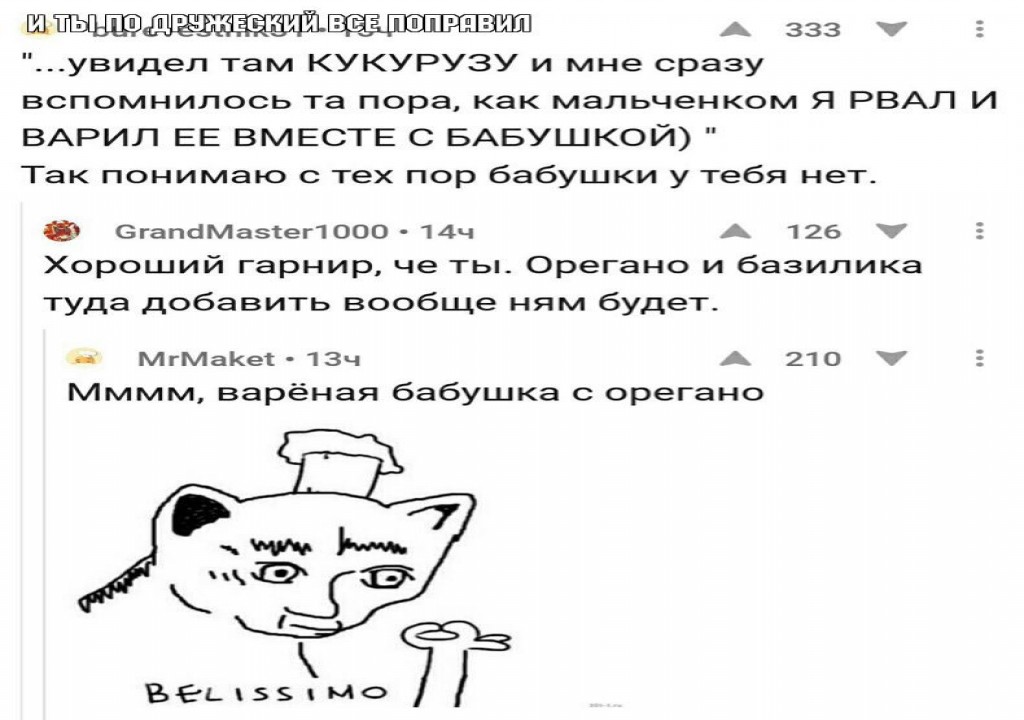 И ТЫ ПО ДРУЖЕСКИЙ ВСЕ ПОПРАВИЛ
333
"...увидел там КУКУРУЗУ и мне сразу
вспомнилось та пора, как мальченком Я РВАЛ И
ВАРИЛ ЕЕ ВМЕСТЕ С БАБУШКОЙ) "
Так понимаю с тех пор бабушки у тебя нет.
GrandMaster1000 • 14ч 126
Хороший гарнир, че ты. Орегано и базилика
туда добавить вообще ням будет.
MrMaket • 13ч 210
Мммм, варёная бабушка с орегано
BELISSIMO